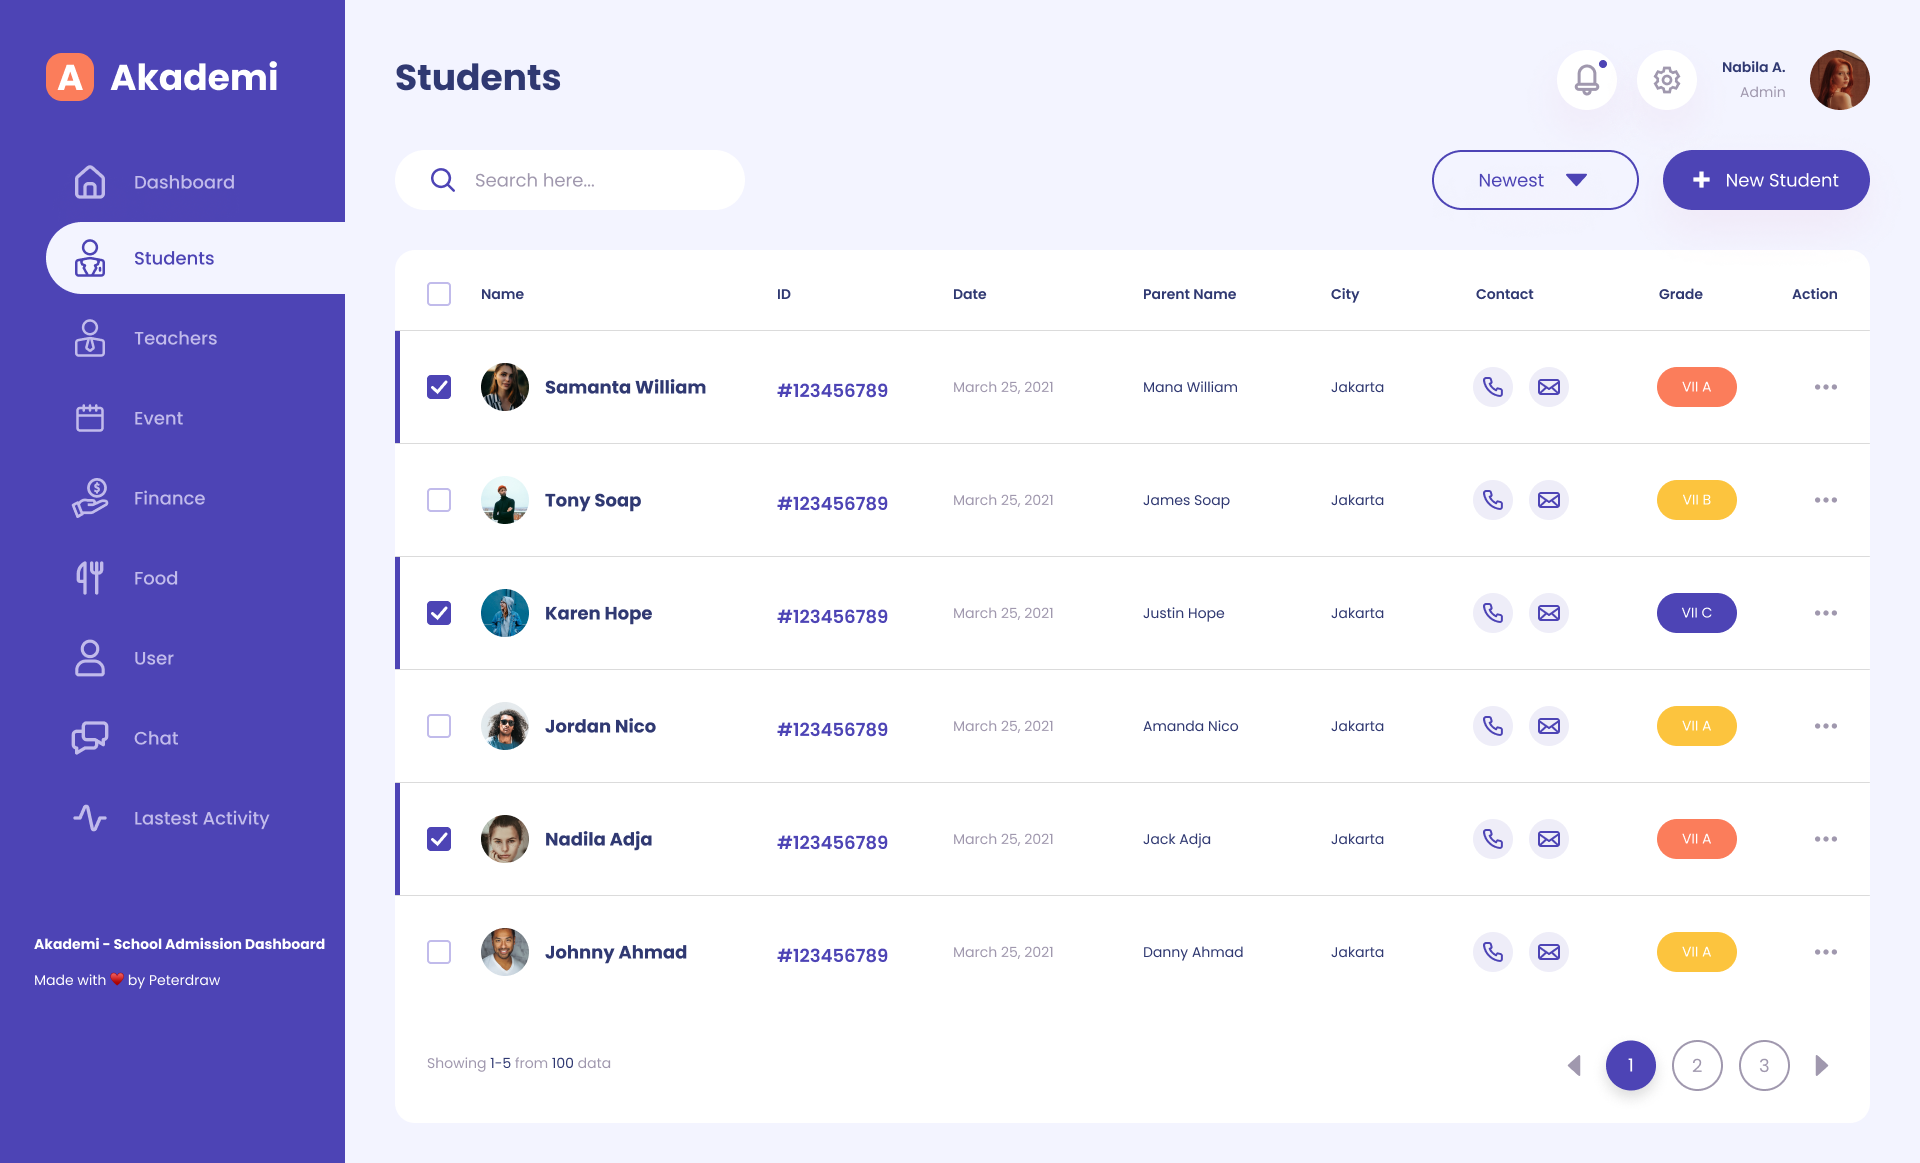 A Akademi
Students
Nabila A.
Admin
Dashboard
Students
Teachers
Event
Finance
Food
User
Chat
Lastest Activity
Akademi - School Admission Dashboard
Made with ❤ by Peterdraw
Search here...
Newest
New Student
Name ID Date Parent Name City Contact Grade Action
Samanta William #123456789 March 25, 2021 Mana William Jakarta VII A
Tony Soap #123456789 March 25, 2021 James Soap Jakarta VII B
Karen Hope #123456789 March 25, 2021 Justin Hope Jakarta VII C
Jordan Nico #123456789 March 25, 2021 Amanda Nico Jakarta VII A
Nadila Adja #123456789 March 25, 2021 Jack Adja Jakarta VII A
Johnny Ahmad #123456789 March 25, 2021 Danny Ahmad Jakarta VII A
Showing 1-5 from 100 data
1 2 3